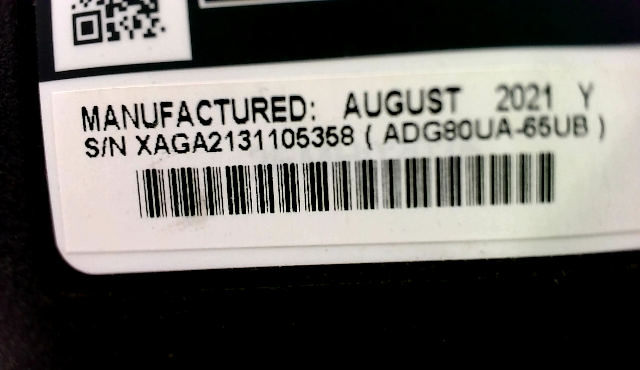 MANUFACTURED: AUGUST 2021 Y
S/N XAGA2131105358 ( ADG80UA-65UB )